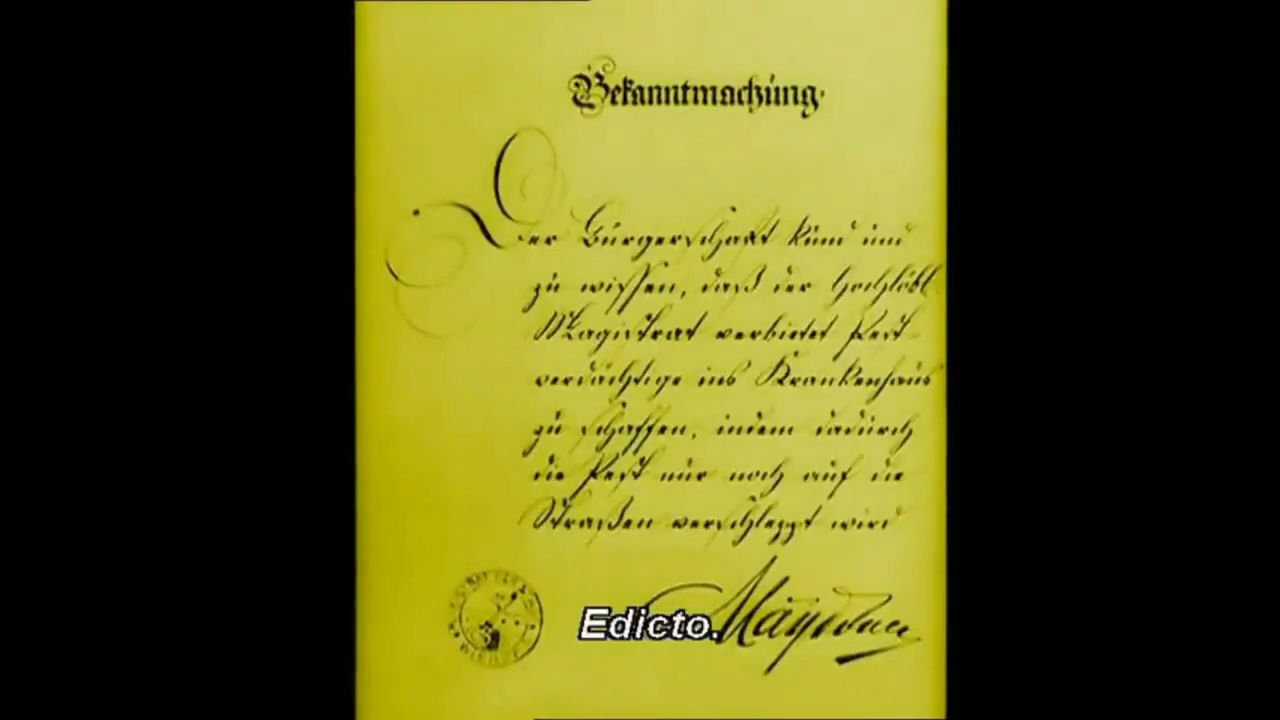 Bekanntmachung.
Der Bürgerschaft kund und
zu wissen, daß der Hochlöbl
Magistrat verbietet Pest-
verdächtige ins Krankenhaus
zu schaffen, indem dadurch
die Pest nur noch auf die
Straßen verschleppt wird
Edicto.